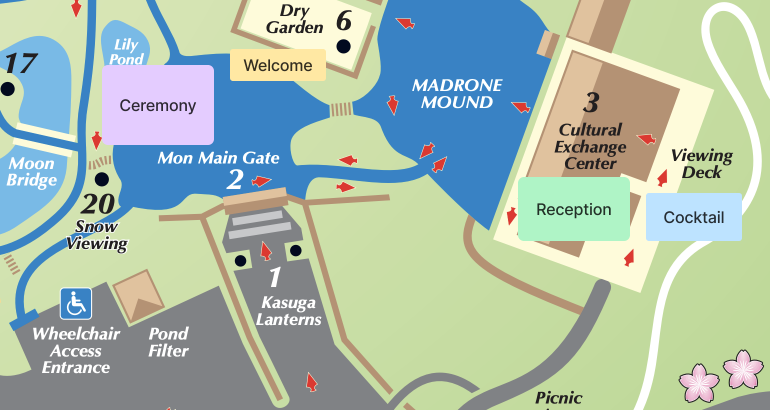 Dry
Garden
6
17
Lily
Pond
Welcome
Ceremony
MADRONE
MOUND
3
Cultural
Exchange
Center
Viewing
Deck
Moon
Bridge
Mon Main Gate
2
20
Snow
Viewing
Reception
Cocktail
1
Kasuga
Lanterns
Wheelchair
Access
Entrance
Pond
Filter
Picnic